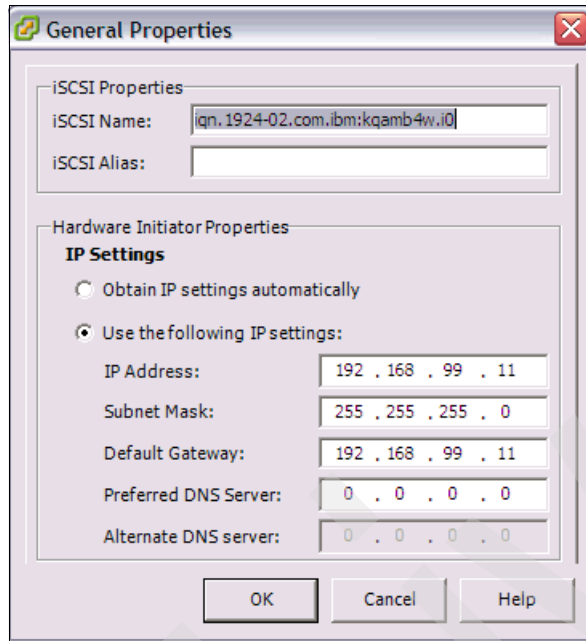 General Properties
iSCSI Properties
iSCSI Name: iqn.1924-02.com.ibm:kqamb4w.i0
iSCSI Alias:
Hardware Initiator Properties
IP Settings
Obtain IP settings automatically
Use the following IP settings:
IP Address: 192 . 168 . 99 . 11
Subnet Mask: 255 . 255 . 255 . 0
Default Gateway: 192 . 168 . 99 . 11
Preferred DNS Server: 0 . 0 . 0 . 0
Alternate DNS server: 0 . 0 . 0 . 0
OK Cancel Help